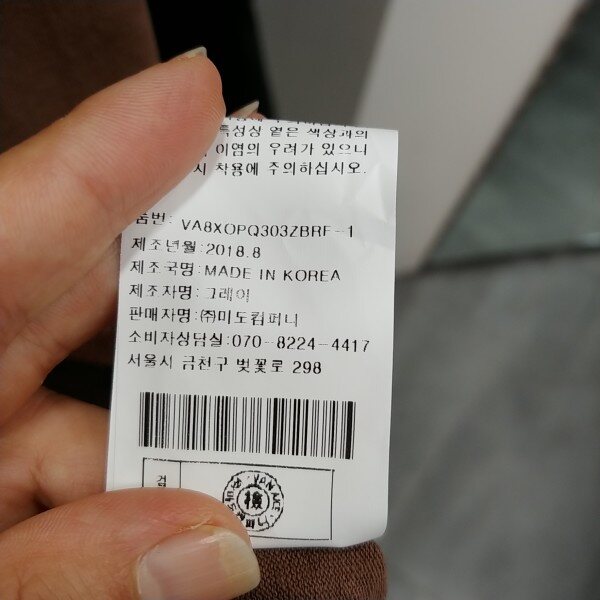 특성상 옅은 색상과의
이염의 우려가 있으니
시 착용에 주의하십시오.
품번: VA8XOPQ303ZBRF-1
제조년월:2018.8
제조국명:MADE IN KOREA
제조자명:그레이
판매자명:㈜미도컴퍼니
소비자상담실:070-8224-4417
서울시 금천구 벚꽃로 298
檢